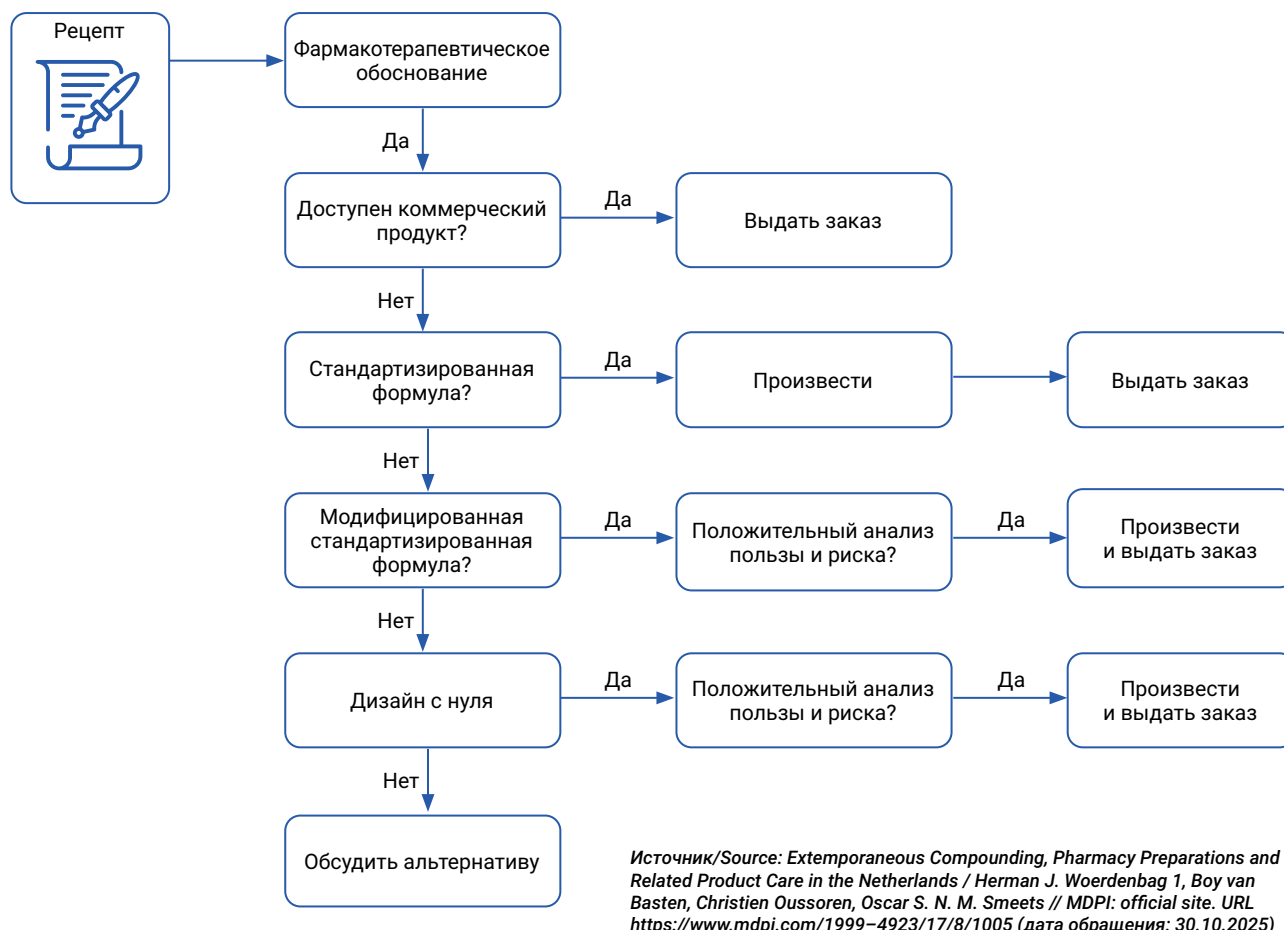 Рецепт
Фармакотерапевтическое
обоснование
Да
Доступен коммерческий
продукт?
Да
Выдать заказ
Нет
Стандартизированная
формула?
Да
Произвести
Выдать заказ
Нет
Модифицированная
стандартизированная
формула?
Да
Положительный анализ
пользы и риска?
Да
Произвести
и выдать заказ
Нет
Дизайн с нуля
Да
Положительный анализ
пользы и риска?
Да
Произвести
и выдать заказ
Нет
Обсудить альтернативу
Источник/Source: Extemporaneous Compounding, Pharmacy Preparations and
Related Product Care in the Netherlands / Herman J. Woerdenbag 1, Boy van
Basten, Christien Oussoren, Oscar S. N. M. Smeets // MDPI: official site. URL
https://www.mdpi.com/1999–4923/17/8/1005 (дата обращения: 30.10.2025)